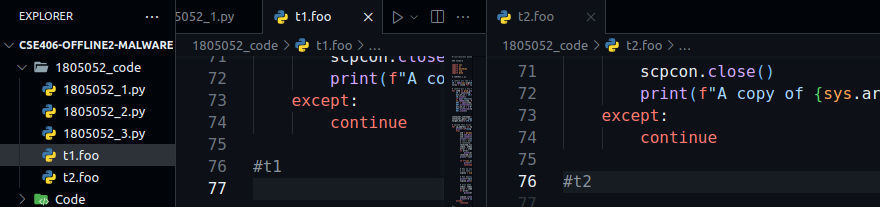 EXPLORER
CSE406-OFFLINE2-MALWARE
1805052_code
1805052_1.py
1805052_2.py
1805052_3.py
t1.foo
t2.foo
Code
5052_1.py
t1.foo
1805052_code > t1.foo > ...
71 scpcon.close
72 print(f"A co
73 except:
74 continue
75
76 #t1
77
t2.foo
1805052_code > t2.foo > ...
71 scpcon.close()
72 print(f"A copy of {sys.ar
73 except:
74 continue
75
76 #t2
77